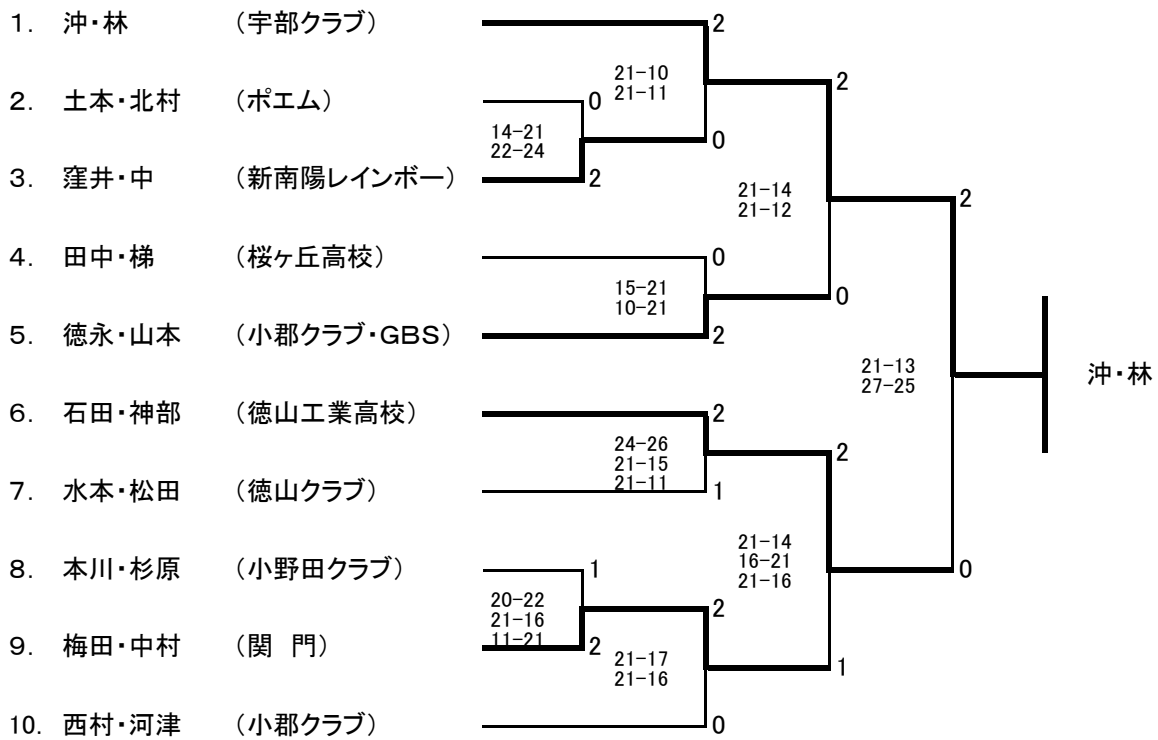 1. 沖・林 (宇部クラブ) 2
21-10
21-11
2
2. 土本・北村 (ポエム) 0
14-21
22-24
0
3. 窪井・中 (新南陽レインボー) 2
21-14
21-12
2
4. 田中・梯 (桜ヶ丘高校) 0
15-21
10-21
0
5. 徳永・山本 (小郡クラブ・GBS) 2
21-13
27-25
沖・林
6. 石田・神部 (徳山工業高校) 2
24-26
21-15
21-11
2
7. 水本・松田 (徳山クラブ) 1
21-14
16-21
21-16
0
8. 本川・杉原 (小野田クラブ) 1
20-22
21-16
11-21
2
9. 梅田・中村 (関 門) 2
21-17
21-16
1
10. 西村・河津 (小郡クラブ) 0